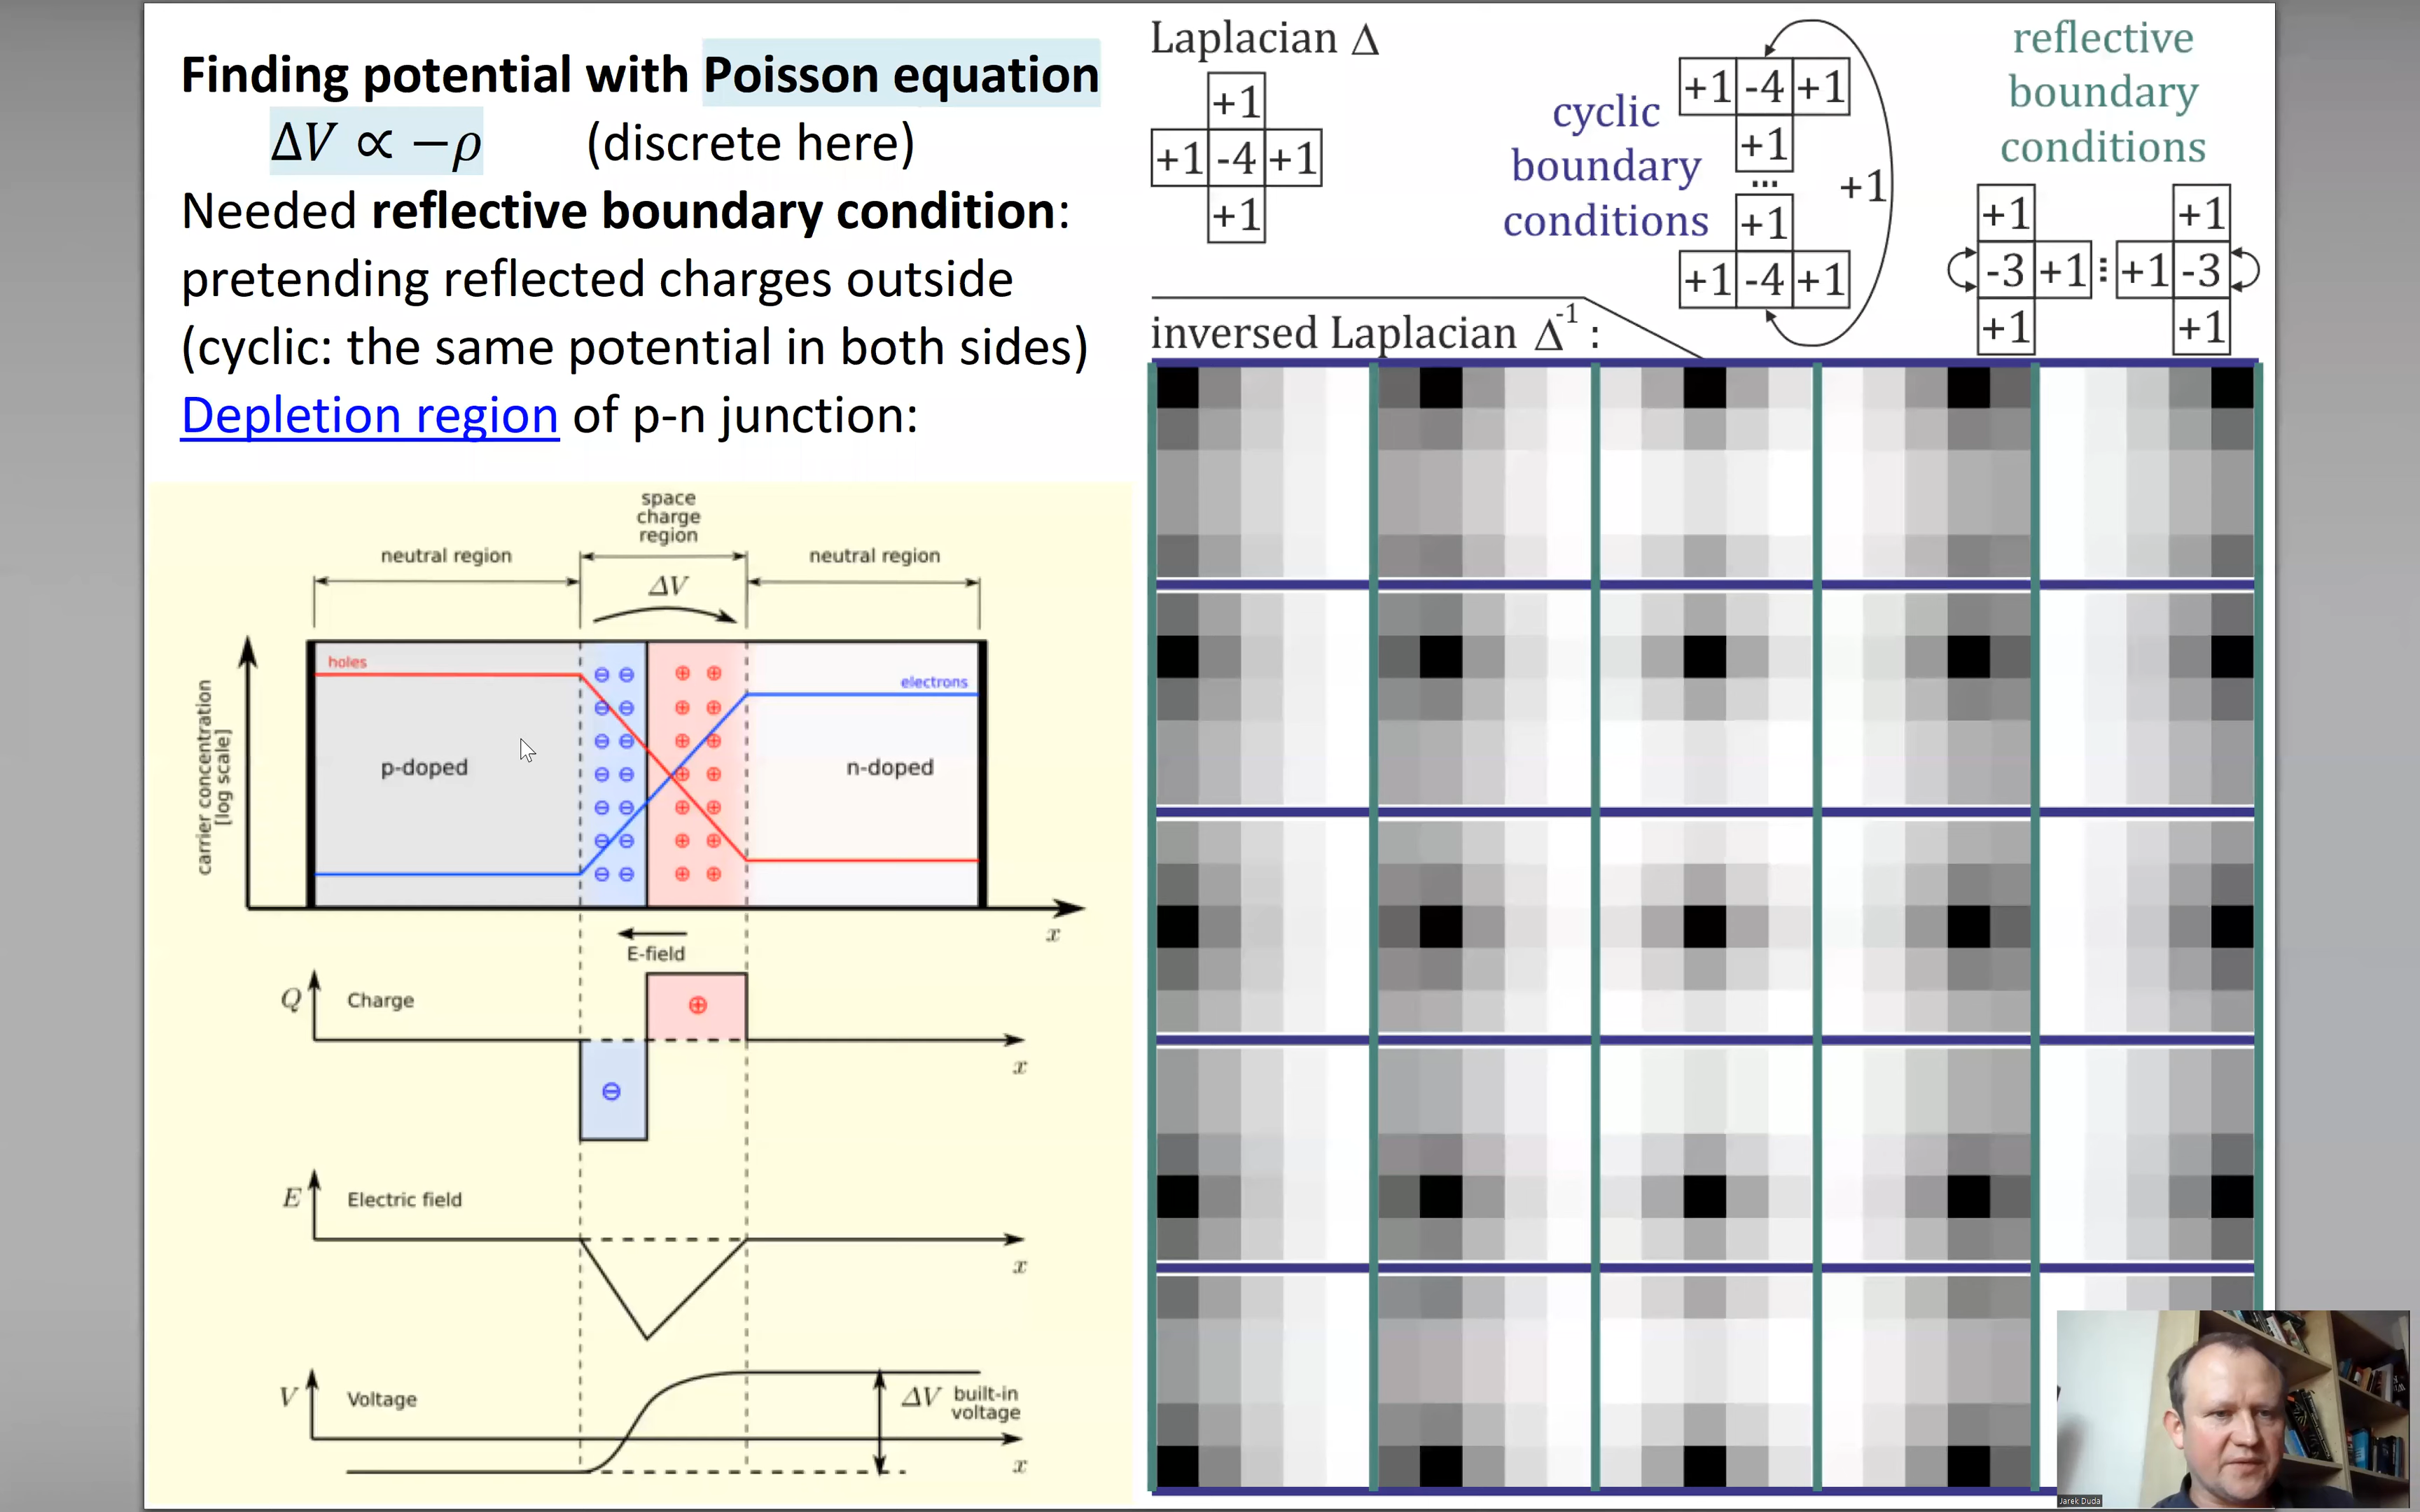 Finding potential with Poisson equation
ΔV ∝ −ρ (discrete here)
Needed reflective boundary condition:
pretending reflected charges outside
(cyclic: the same potential in both sides)
Depletion region of p-n junction:
space
charge
region
neutral region
neutral region
ΔV
holes
electrons
p-doped
n-doped
carrier concentration
[log scale]
x
E-field
Q Charge
x
E Electric field
x
V Voltage
ΔV built-in
voltage
x
Laplacian Δ
+1
+1 -4 +1
+1
cyclic
boundary
conditions
+1 -4 +1
+1
...
+1
+1
+1 -4 +1
reflective
boundary
conditions
+1 +1
-3 +1 ⋮ +1 -3
+1 +1
inversed Laplacian Δ⁻¹ :
Jarek Duda